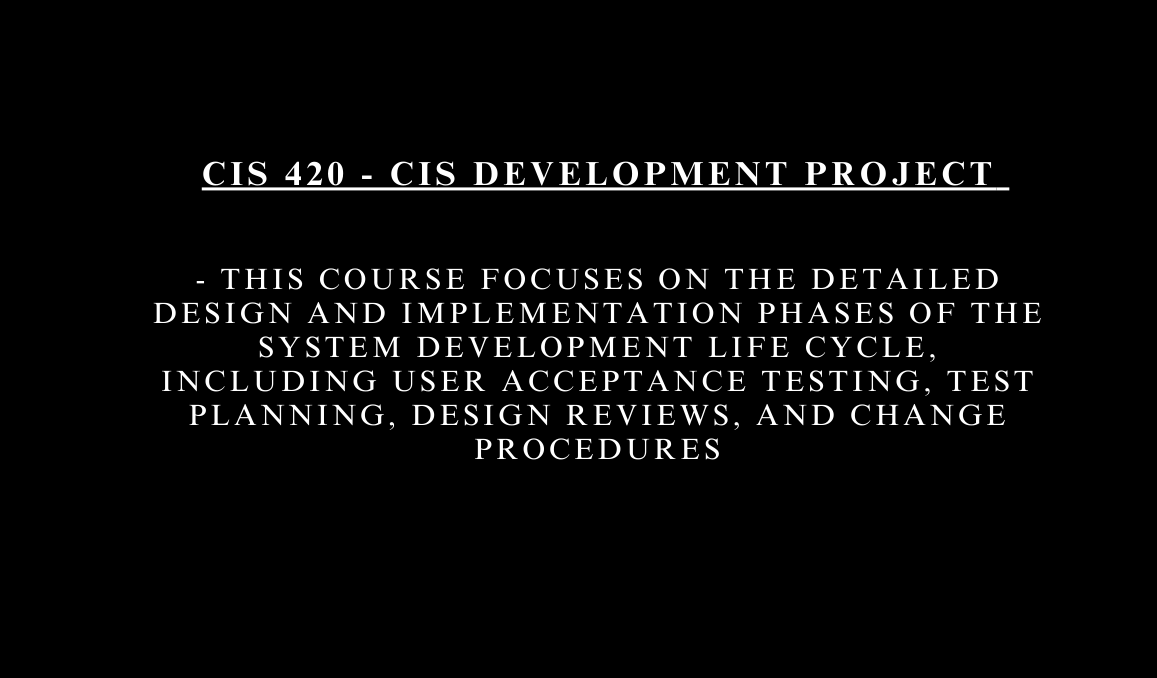 CIS 420 - CIS DEVELOPMENT PROJECT
- THIS COURSE FOCUSES ON THE DETAILED
DESIGN AND IMPLEMENTATION PHASES OF THE
SYSTEM DEVELOPMENT LIFE CYCLE,
INCLUDING USER ACCEPTANCE TESTING, TEST
PLANNING, DESIGN REVIEWS, AND CHANGE
PROCEDURES